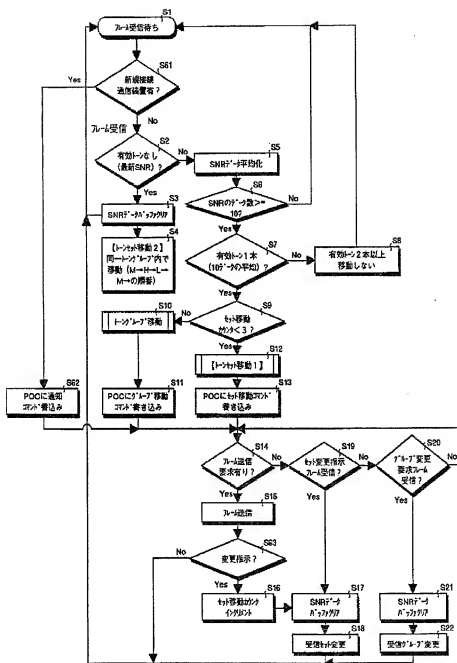 S1
フレーム受信待ち
S61
新規接続
通信装置有?
Yes
No
フレーム受信
S2
有効トーンなし
(最新SNR)?
No
Yes
S5
SNRデータ平均化
S3
SNRデータバッファクリア
S6
SNRのデータ数>=
10?
No
Yes
S4
【トーンセット移動2】
同一トーングループ内で
移動(M→H→L→
M→の順番)
S7
有効トーン1本
(10データの平均)?
No
Yes
S8
有効トーン2本以上
移動しない
S9
セット移動
カウンタ<3?
No
Yes
S10
【トーングループ移動】
S12
【トーンセット移動1】
S62
POCに通知
コマンド書込み
S11
POCにグループ移動
コマンド書き込み
S13
POCにセット移動コマンド
書き込み
S14
フレーム送信
要求有り?
No
Yes
S19
セット変更指示
フレーム受信?
No
Yes
S20
グループ変更
要求フレーム
受信?
No
Yes
S15
フレーム送信
S63
変更指示?
No
Yes
S16
セット移動カウンタ
インクリメント
S17
SNRデータ
バッファクリア
S21
SNRデータ
バッファクリア
S18
受信セット変更
S22
受信グループ変更